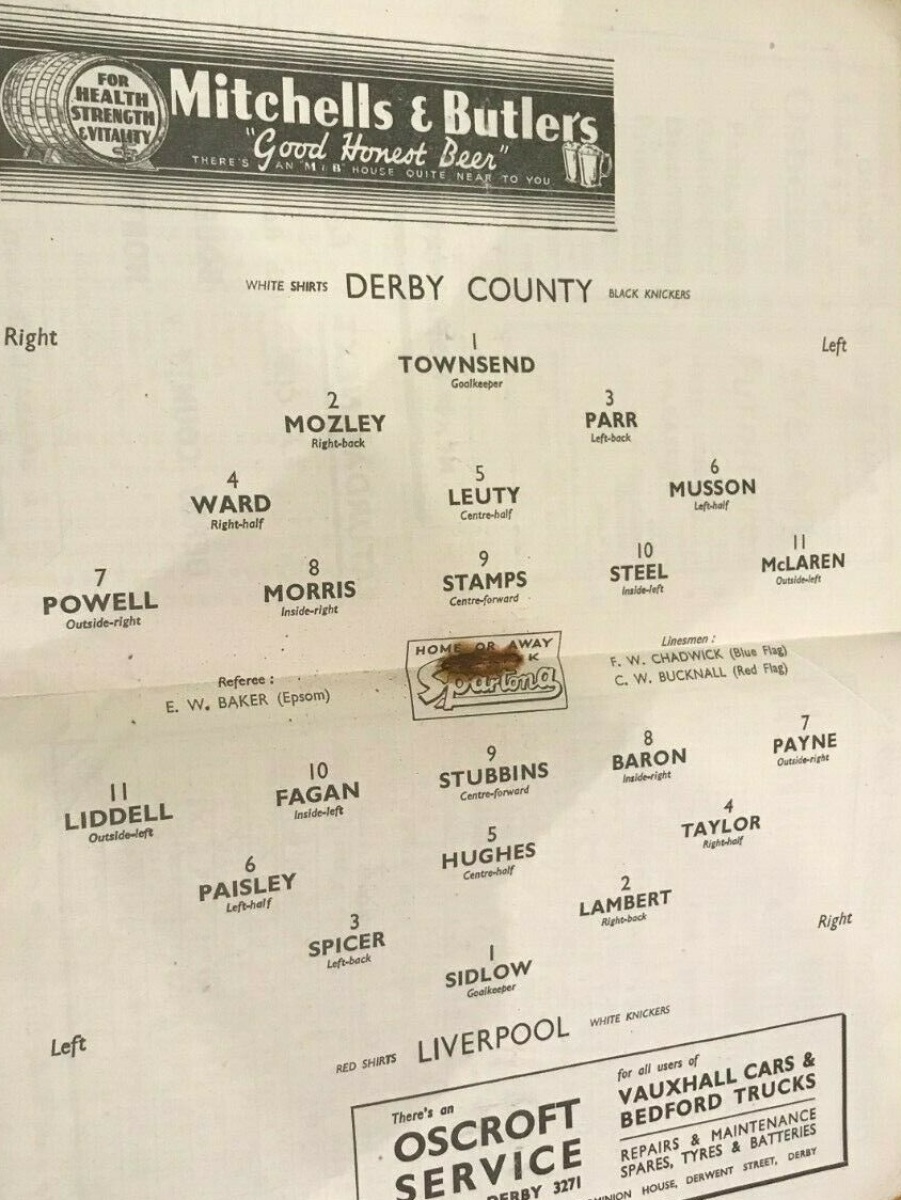 FOR
HEALTH
STRENGTH
& VITALITY
Mitchells & Butler's
"Good Honest Beer"
THERE'S AN 'M & B' HOUSE QUITE NEAR TO YOU
WHITE SHIRTS DERBY COUNTY BLACK KNICKERS
Right
Left
1
TOWNSEND
Goalkeeper
2
MOZLEY
Right-back
3
PARR
Left-back
4
WARD
Right-half
5
LEUTY
Centre-half
6
MUSSON
Left-half
7
POWELL
Outside-right
8
MORRIS
Inside-right
9
STAMPS
Centre-forward
10
STEEL
Inside-left
11
McLAREN
Outside-left
Referee :
E. W. BAKER (Epsom)
HOME OR AWAY
K
Spartona
Linesmen :
F. W. CHADWICK (Blue Flag)
C. W. BUCKNALL (Red Flag)
11
LIDDELL
Outside-left
10
FAGAN
Inside-left
9
STUBBINS
Centre-forward
8
BARON
Inside-right
7
PAYNE
Outside-right
6
PAISLEY
Left-half
5
HUGHES
Centre-half
4
TAYLOR
Right-half
3
SPICER
Left-back
2
LAMBERT
Right-back
1
SIDLOW
Goalkeeper
Right
Left
RED SHIRTS LIVERPOOL WHITE KNICKERS
There's an
OSCROFT
SERVICE
DERBY 3271
for all users of
VAUXHALL CARS &
BEDFORD TRUCKS
REPAIRS & MAINTENANCE
SPARES, TYRES & BATTERIES
HOUSE, DERWENT STREET, DERBY